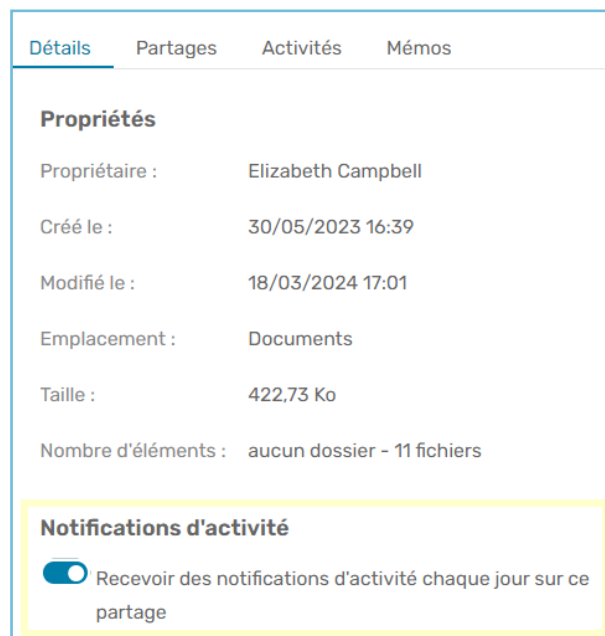 Détails Partages Activités Mémos
Propriétés
Propriétaire : Elizabeth Campbell
Créé le : 30/05/2023 16:39
Modifié le : 18/03/2024 17:01
Emplacement : Documents
Taille : 422,73 Ko
Nombre d'éléments : aucun dossier - 11 fichiers
Notifications d'activité
Recevoir des notifications d'activité chaque jour sur ce
partage